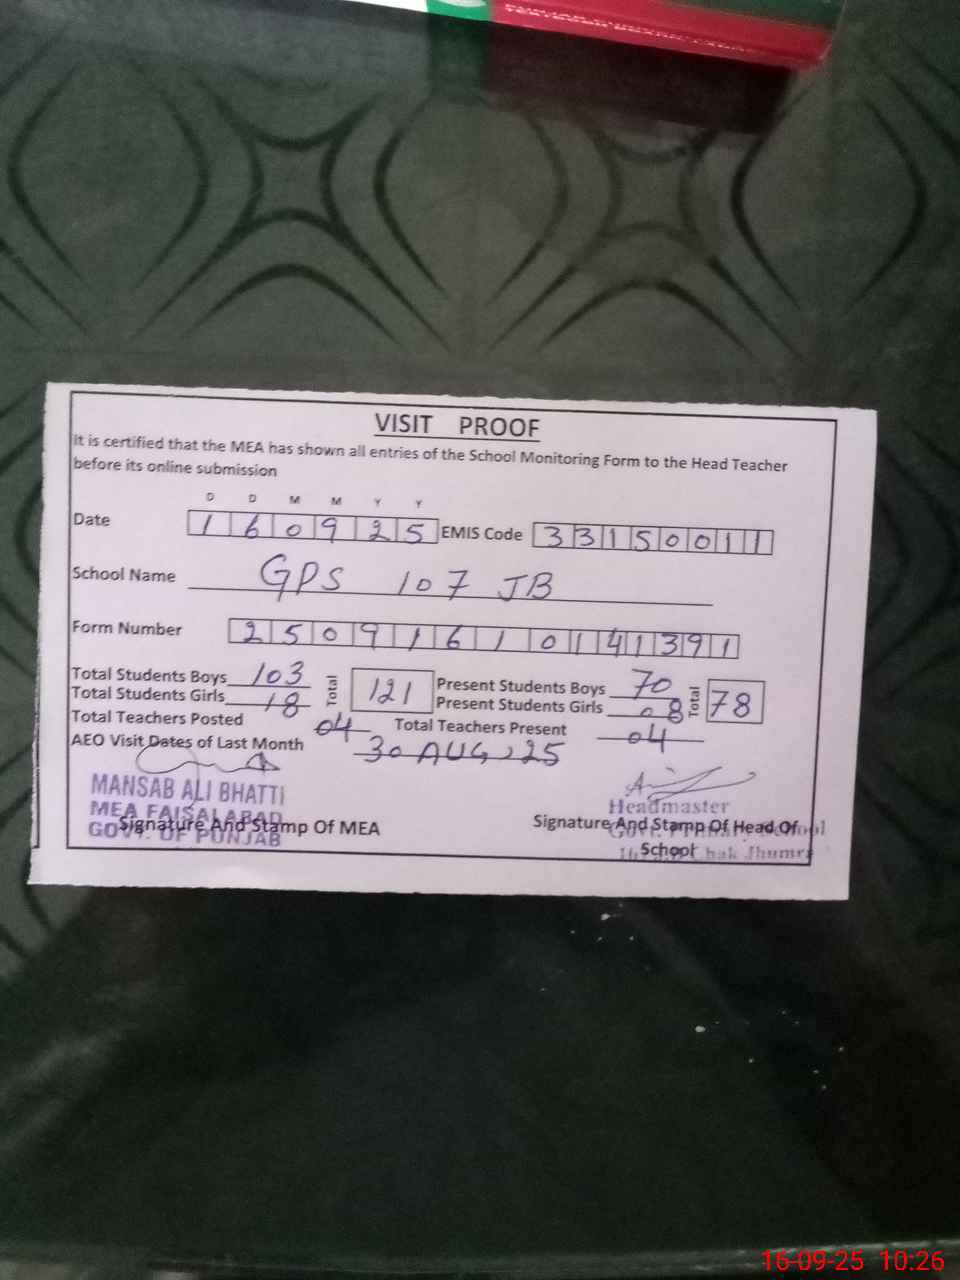 VISIT PROOF
It is certified that the MEA has shown all entries of the School Monitoring Form to the Head Teacher
before its online submission
D D M M Y Y
Date 1 6 0 9 2 5 EMIS Code 3 3 1 5 0 0 1 1
School Name GPS 107 JB
Form Number 2 5 0 9 1 6 1 0 1 4 1 3 9 1
Total Students Boys 103 Total 121 Present Students Boys 70 Total 78
Total Students Girls 18 Present Students Girls 08
Total Teachers Posted 04 Total Teachers Present 04
AEO Visit Dates of Last Month 30 AUG, 25
MANSAB ALI BHATTI
MEA FAISALABAD
GOVT. OF PUNJAB
Signature And Stamp Of MEA
Headmaster
Signature And Stamp Of Head Of
School
Chak Jhumra
16-09-25 10:26